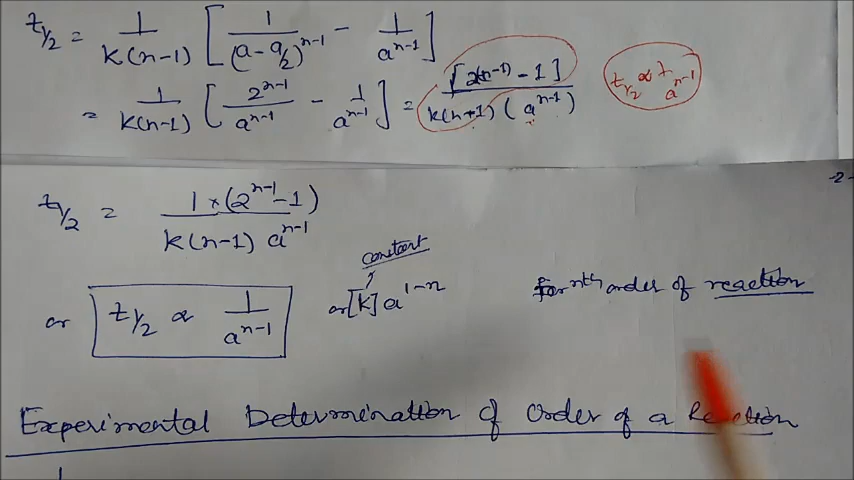 t1/2 = 1/k(n-1) [1/(a-a/2)^n-1 - 1/a^n-1]
= 1/k(n-1) [2^n-1/a^n-1 - 1/a^n-1] = [2^(n-1) - 1]/k(n+1)(a^n-1)
t1/2 ∝ 1/a^n-1
-2-
t1/2 = 1×(2^n-1 - 1)/k(n-1) a^n-1
constant
or t1/2 ∝ 1/a^n-1 or [k] a^1-n for nth order of reaction
Experimental Determination of Order of a Reaction